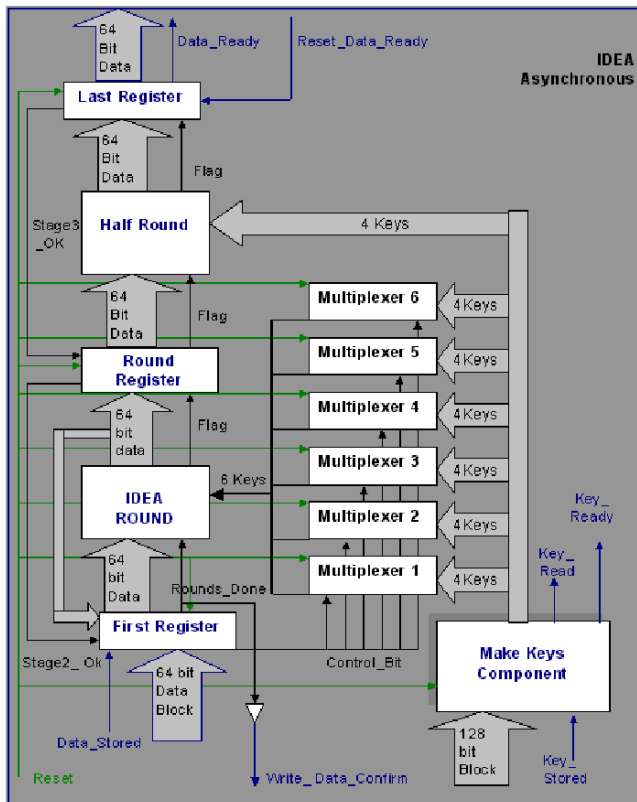 64
Bit
Data
Data_Ready
Reset_Data_Ready
IDEA
Asynchronous
Last Register
64
Bit
Data
Flag
Stage3
_OK
Half Round
4 Keys
64
Bit
Data
Flag
Multiplexer 6
4 Keys
Multiplexer 5
4 Keys
Round
Register
Multiplexer 4
4 Keys
64
bit
data
Flag
Multiplexer 3
4 Keys
6 Keys
IDEA
ROUND
Multiplexer 2
4 Keys
Key_
Ready
64
bit
Data
Rounds_Done
Multiplexer 1
4 Keys
Key_
Read
First Register
Stage2_ Ok
64 bit
Data
Block
Control_Bit
Make Keys
Component
Data_Stored
128
bit
Block
Key_
Stored
Reset
Write_ Data_Confirm